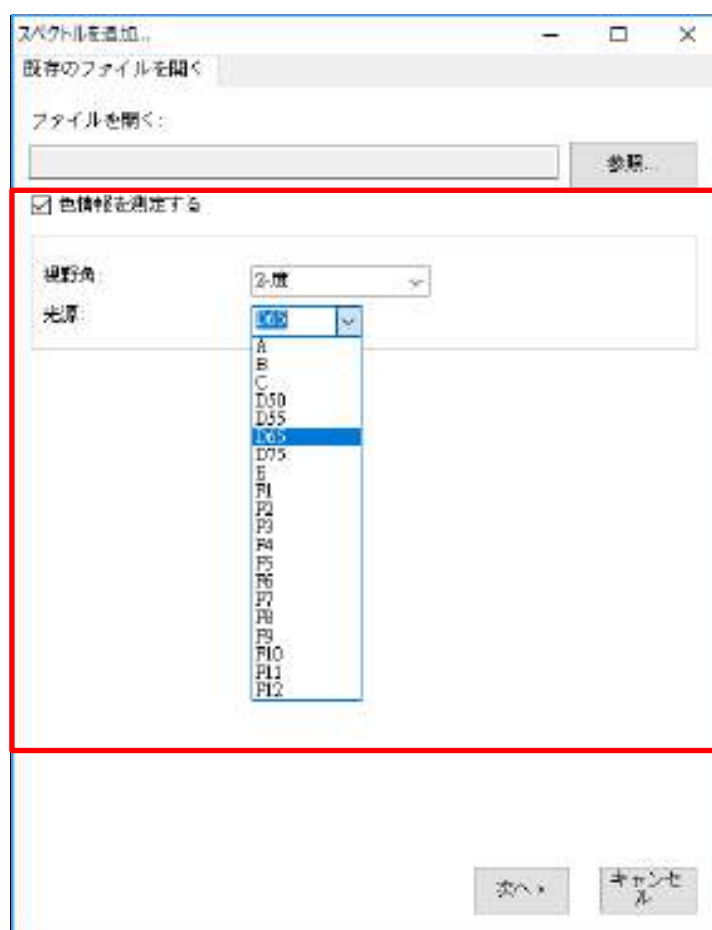 スペクトルを追加...
既存のファイルを開く
ファイルを開く:
参照...
色情報を測定する
視野角:
2-度
光源:
D65
A
B
C
D50
D55
D65
D75
E
F1
F2
F3
F4
F5
F6
F7
F8
F9
F10
F11
F12
次へ >
キャンセ
ル